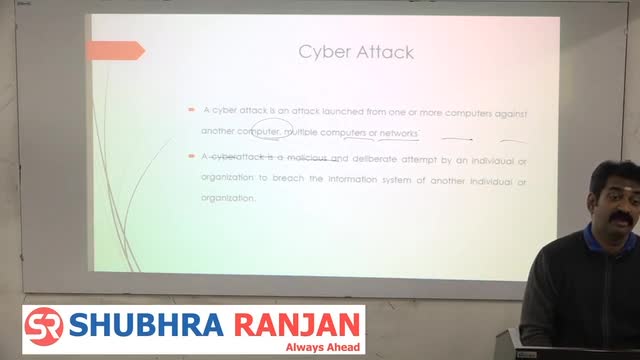 Cyber Attack
A cyber attack is an attack launched from one or more computers against
another computer, multiple computers or networks
A cyberattack is a malicious and deliberate attempt by an individual or
organization to breach the information system of another individual or
organization.
SR SHUBHRA RANJAN
Always Ahead